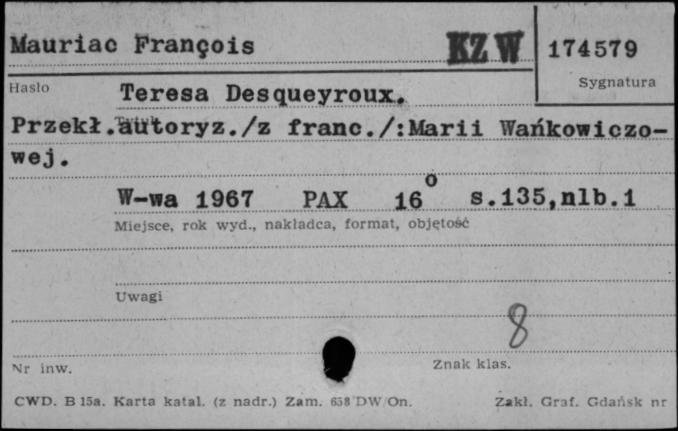 Mauriac François KZ W 174579
Hasło Sygnatura
Teresa Desqueyroux.
Tytuł
Przekł.autoryz./z franc./:Marii Wańkowiczo-
wej.
W-wa 1967 PAX 16° s.135,nlb.1
Miejsce, rok wyd., nakładca, format, objętość
Uwagi
8
Nr inw. Znak klas.
CWD. B 15a. Karta katal. (z nadr.) Zam. 658 DW/On. Zakł. Graf. Gdańsk nr